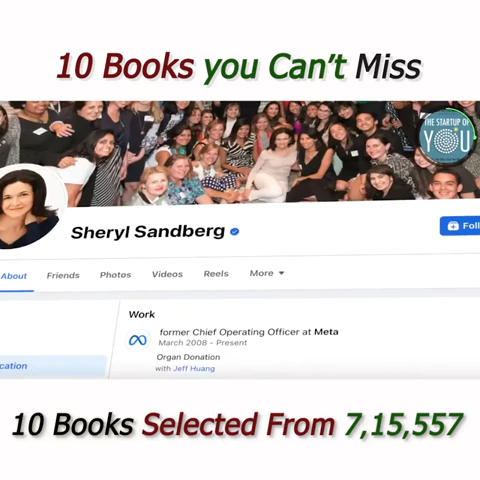 10 Books you Can't Miss
THE STARTUP OF
YOU
Sheryl Sandberg
Foll
About
Friends
Photos
Videos
Reels
More
Work
former Chief Operating Officer at Meta
March 2008 - Present
Organ Donation
with Jeff Huang
cation
10 Books Selected From 7,15,557